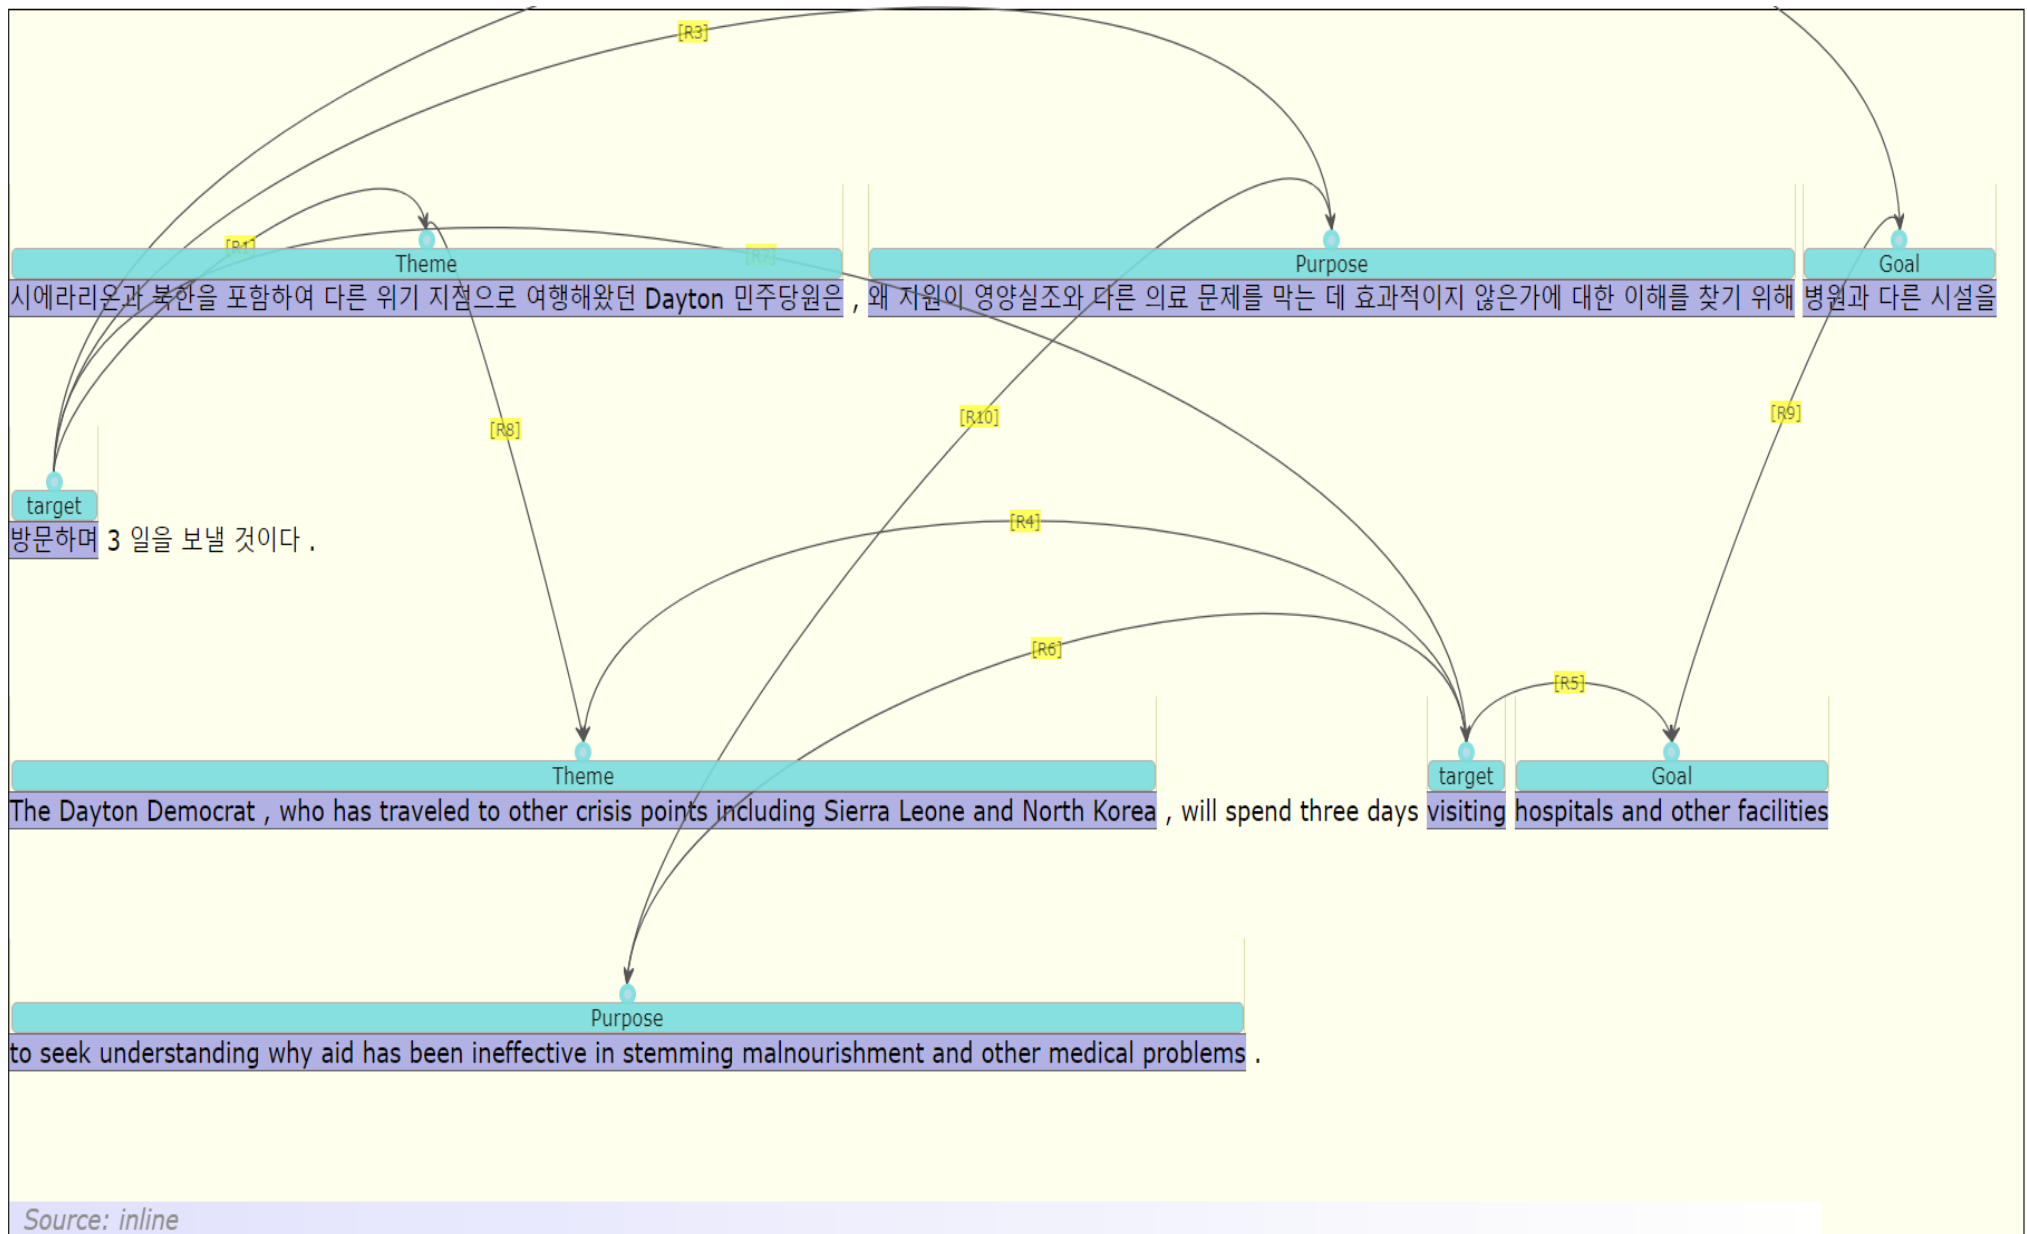 [R3]
[R1] [R7]
Theme Purpose Goal
시에라리온과 북한을 포함하여 다른 위기 지점으로 여행해왔던 Dayton 민주당원은 , 왜 지원이 영양실조와 다른 의료 문제를 막는 데 효과적이지 않은가에 대한 이해를 찾기 위해 병원과 다른 시설을
[R8] [R10] [R9]
target
방문하며 3 일을 보낼 것이다 .
[R4]
[R6]
[R5]
Theme target Goal
The Dayton Democrat , who has traveled to other crisis points including Sierra Leone and North Korea , will spend three days visiting hospitals and other facilities
Purpose
to seek understanding why aid has been ineffective in stemming malnourishment and other medical problems .
Source: inline